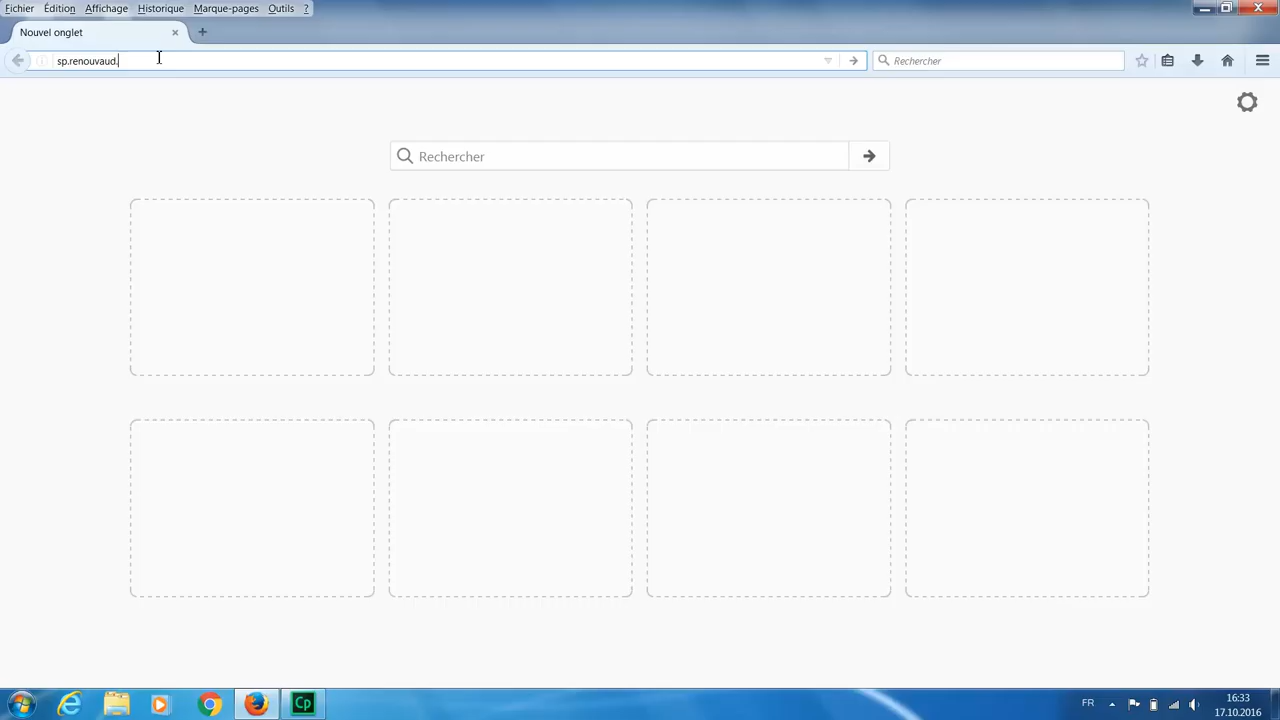 Fichier Édition Affichage Historique Marque-pages Outils ?
Nouvel onglet
sp.renouvaud.
Rechercher
Rechercher
Cp
FR
16:33
17.10.2016